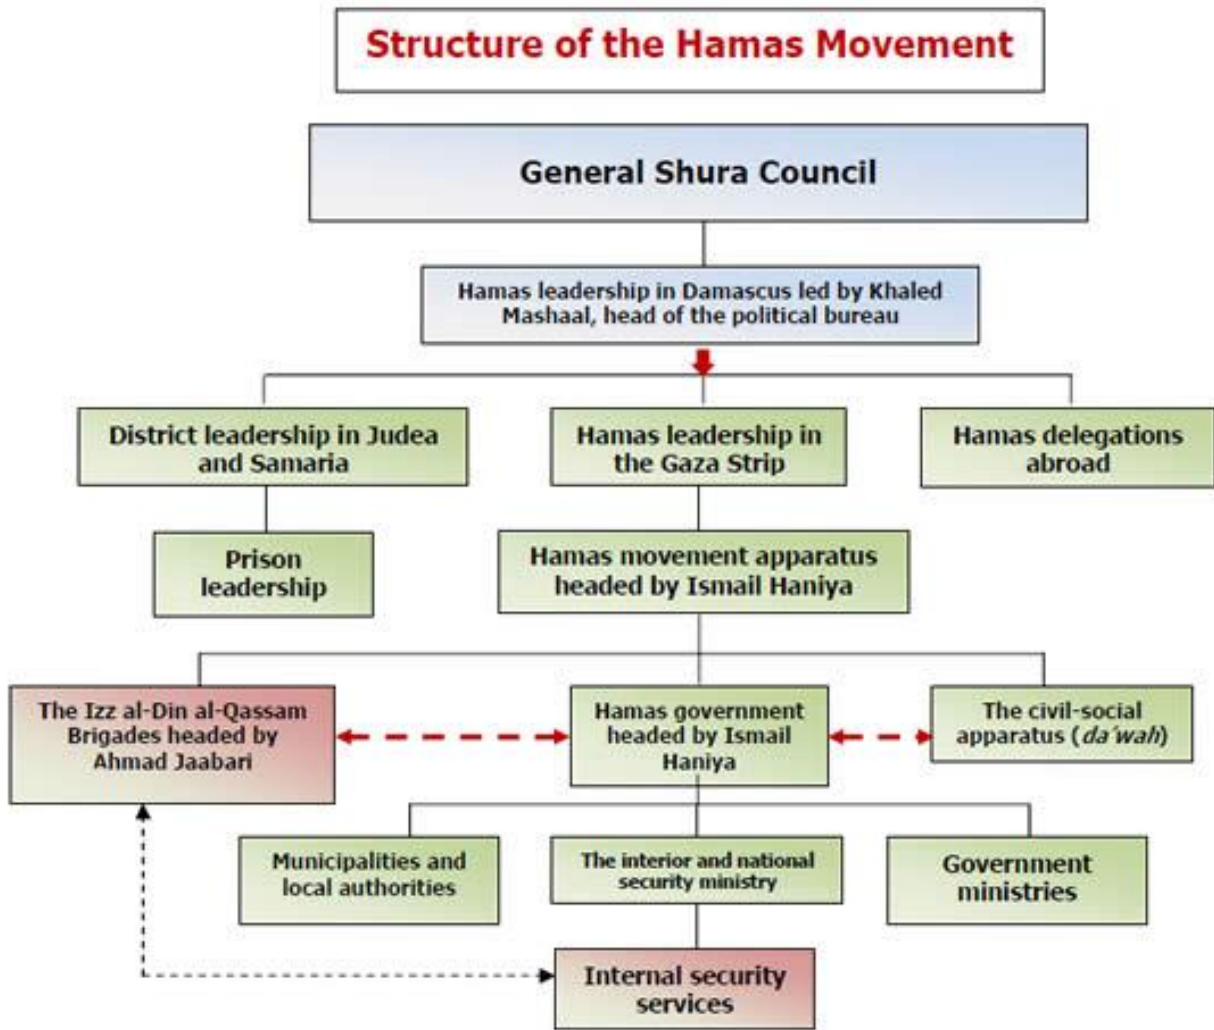 Structure of the Hamas Movement
General Shura Council
Hamas leadership in Damascus led by Khaled
Mashaal, head of the political bureau
District leadership in Judea
and Samaria
Hamas leadership in
the Gaza Strip
Hamas delegations
abroad
Prison
leadership
Hamas movement apparatus
headed by Ismail Haniya
The Izz al-Din al-Qassam
Brigades headed by
Ahmad Jaabari
Hamas government
headed by Ismail
Haniya
The civil-social
apparatus (da'wah)
Municipalities and
local authorities
The interior and national
security ministry
Government
ministries
Internal security
services